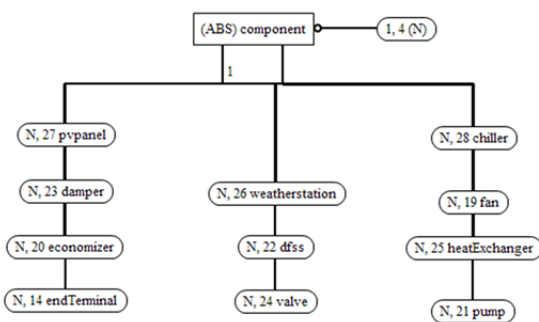 (ABS) component
1, 4 (N)
1
N, 27 pvpanel
N, 28 chiller
N, 23 damper
N, 26 weatherstation
N, 19 fan
N, 20 economizer
N, 22 dfss
N, 25 heatExchanger
N, 14 endTerminal
N, 24 valve
N, 21 pump